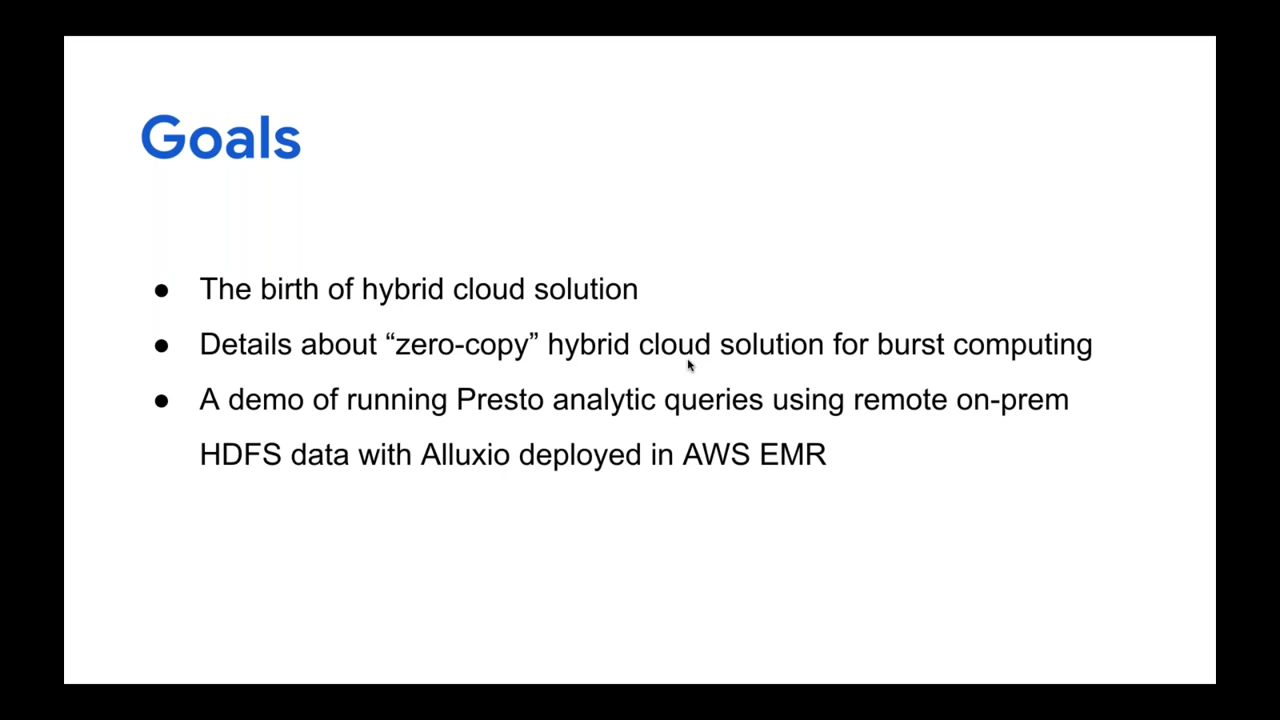 Goals
● The birth of hybrid cloud solution
● Details about “zero-copy” hybrid cloud solution for burst computing
● A demo of running Presto analytic queries using remote on-prem
HDFS data with Alluxio deployed in AWS EMR